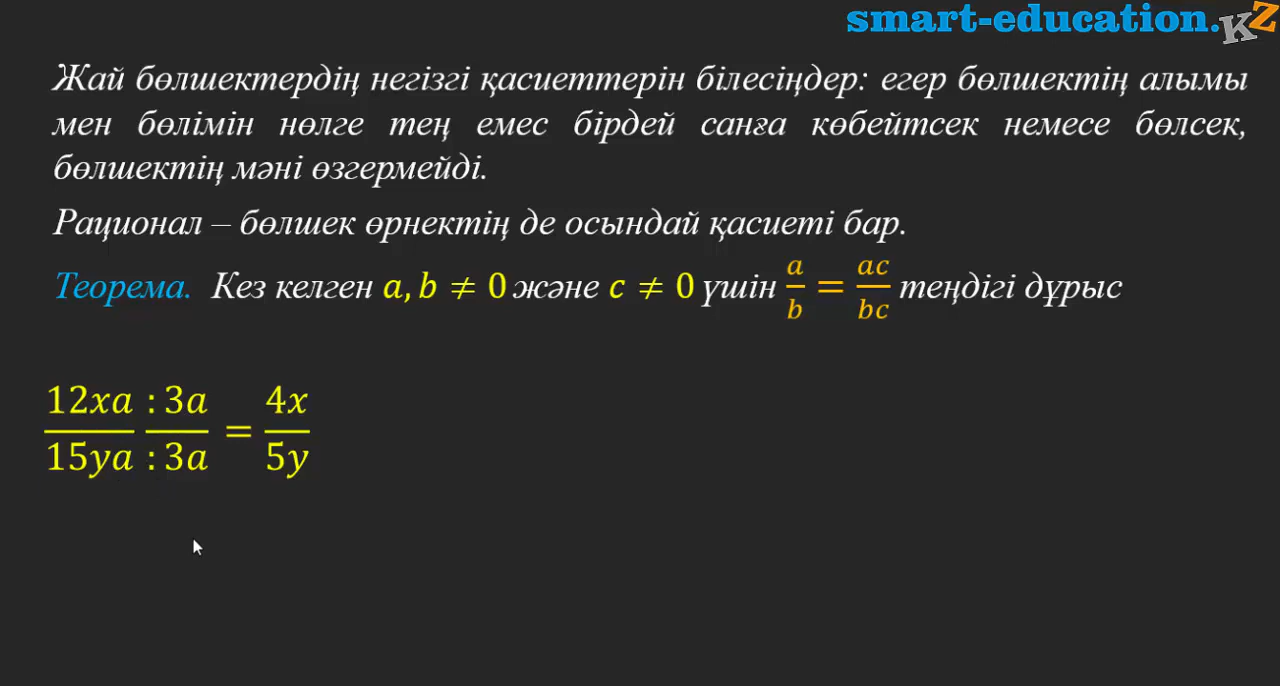 smart-education.KZ
Жай бөлшектердің негізгі қасиеттерін білесіңдер: егер бөлшектің алымы
мен бөлімін нөлге тең емес бірдей санға көбейтсек немесе бөлсек,
бөлшектің мәні өзгермейді.
Рационал – бөлшек өрнектің де осындай қасиеті бар.
Теорема. Кез келген a, b ≠ 0 және c ≠ 0 үшін a/b = ac/bc теңдігі дұрыс
12xa : 3a / 15ya : 3a = 4x / 5y